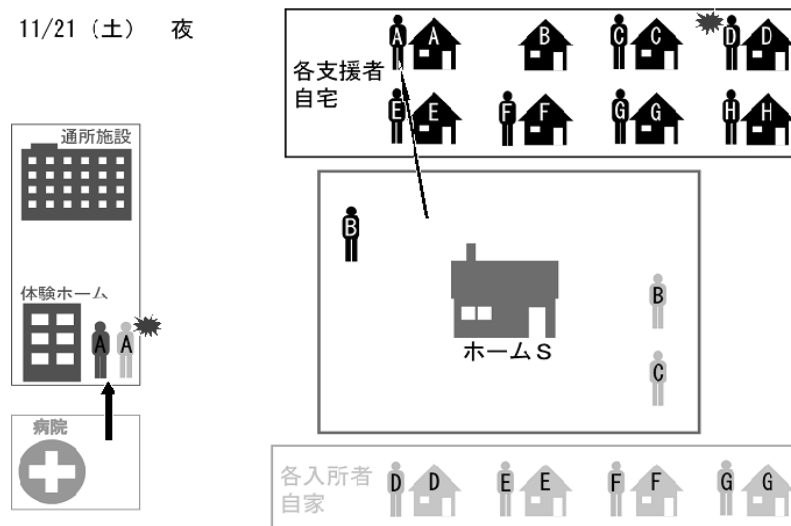 11/21（土）　夜
各支援者
自宅
A A B C C D D
E E F F G G H H
通所施設
体験ホーム
A A
病院
B
ホームS
B
C
各入所者
自家
D D E E F F G G